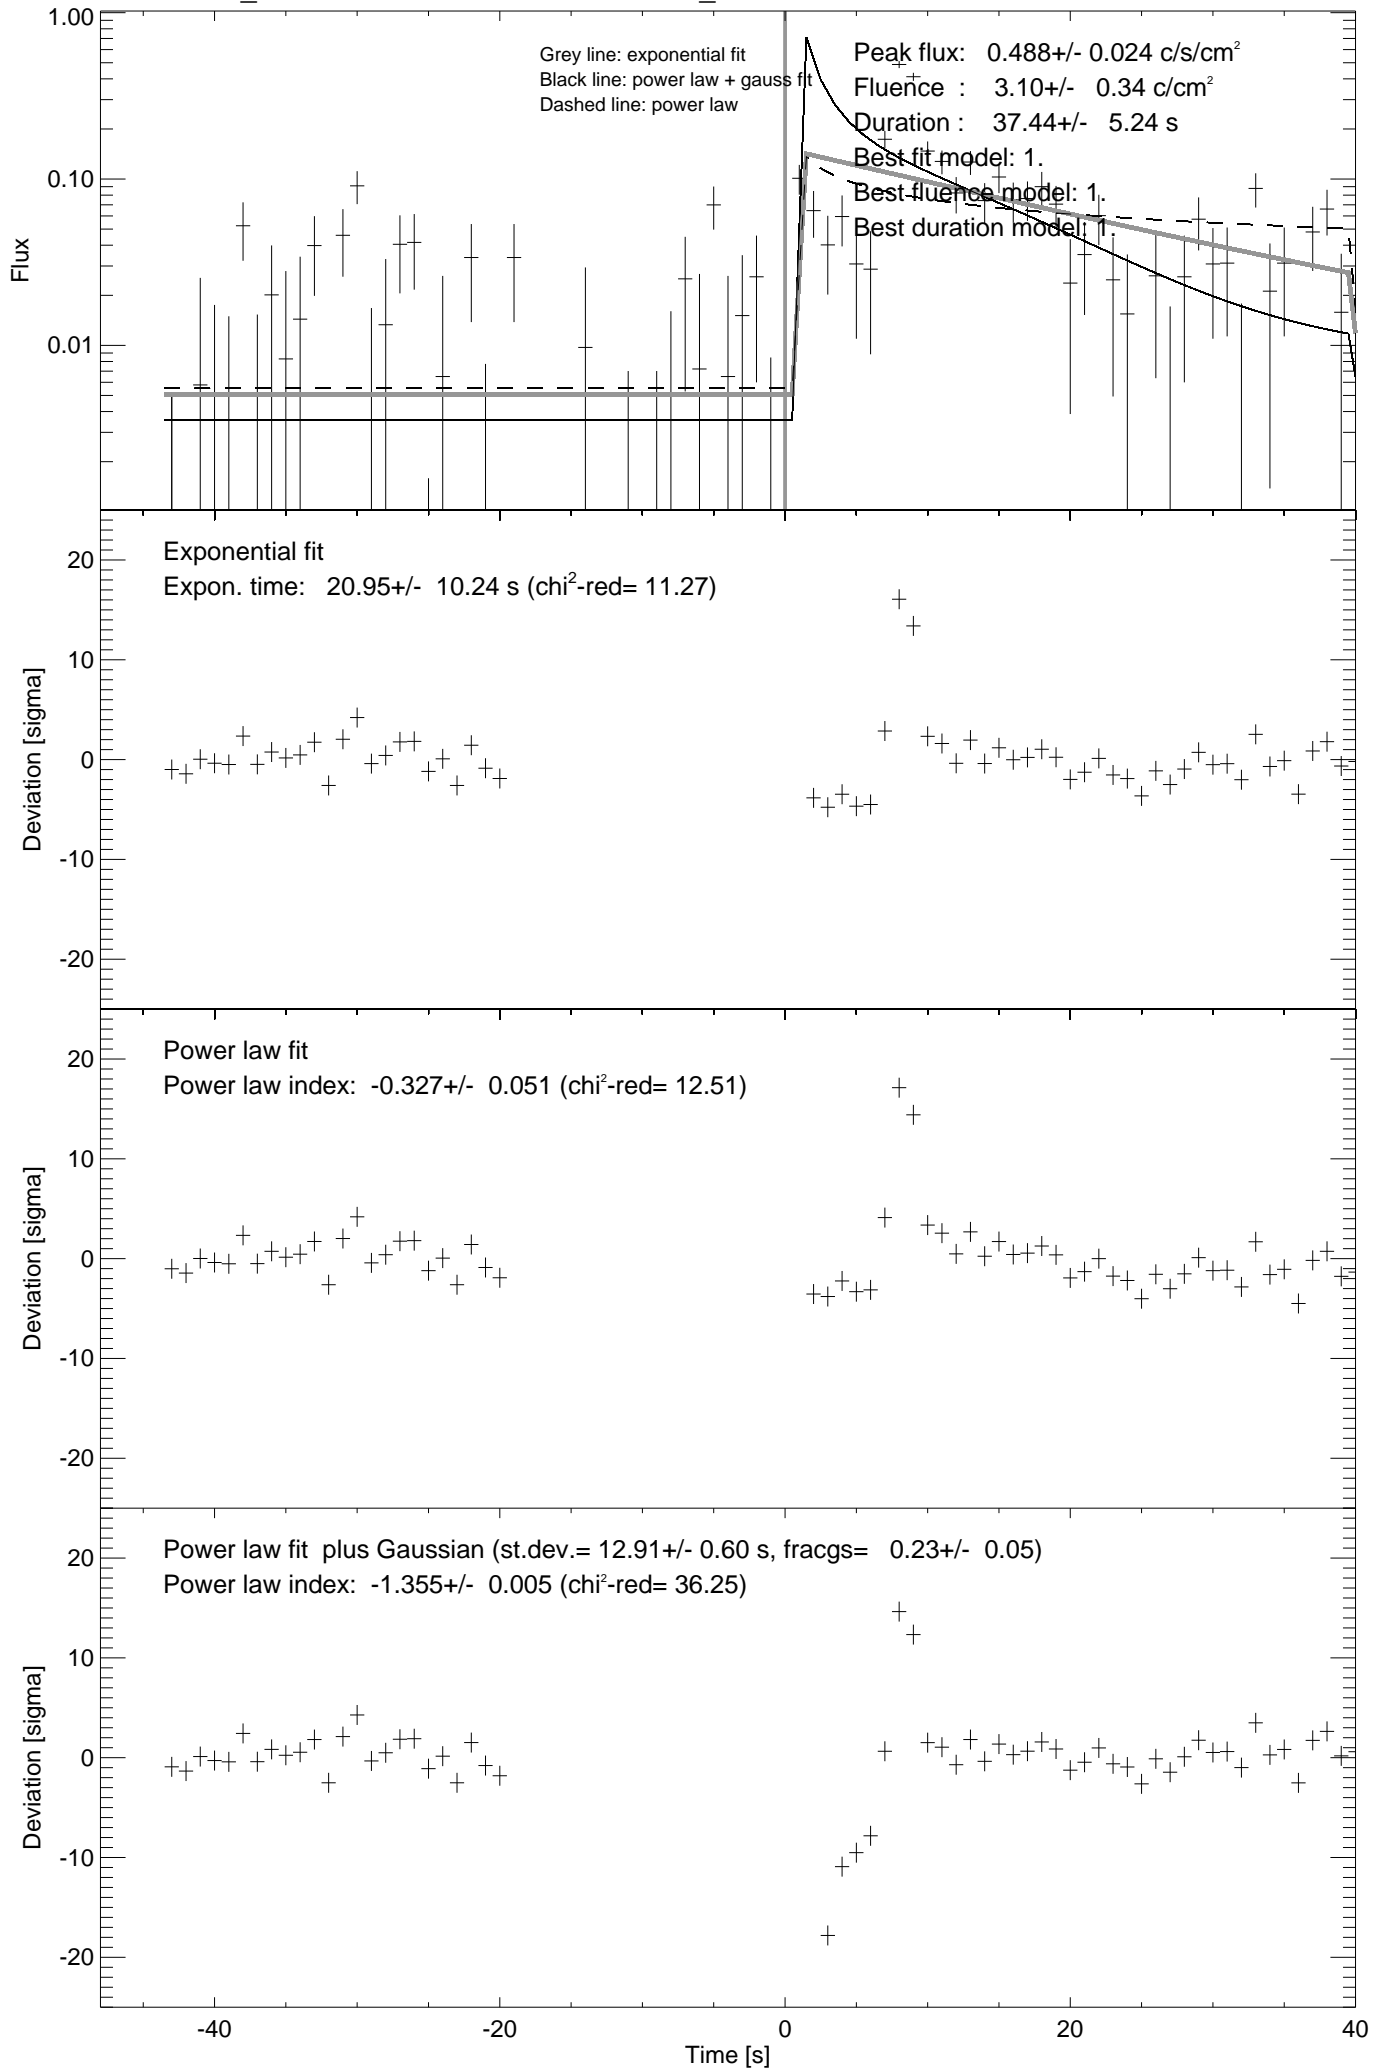 1.00
0.10
0.01
Flux
Grey line: exponential fit
Black line: power law + gauss fit
Dashed line: power law
Peak flux: 0.488+/- 0.024 c/s/cm²
Fluence : 3.10+/- 0.34 c/cm²
Duration : 37.44+/- 5.24 s
Best fit model: 1.
Best fluence model: 1.
Best duration model: 1.
20
10
0
-10
-20
Deviation [sigma]
Exponential fit
Expon. time: 20.95+/- 10.24 s (chi²-red= 11.27)
20
10
0
-10
-20
Deviation [sigma]
Power law fit
Power law index: -0.327+/- 0.051 (chi²-red= 12.51)
20
10
0
-10
-20
Deviation [sigma]
Power law fit plus Gaussian (st.dev.= 12.91+/- 0.60 s, fracgs= 0.23+/- 0.05)
Power law index: -1.355+/- 0.005 (chi²-red= 36.25)
-40 -20 0 20 40
Time [s]